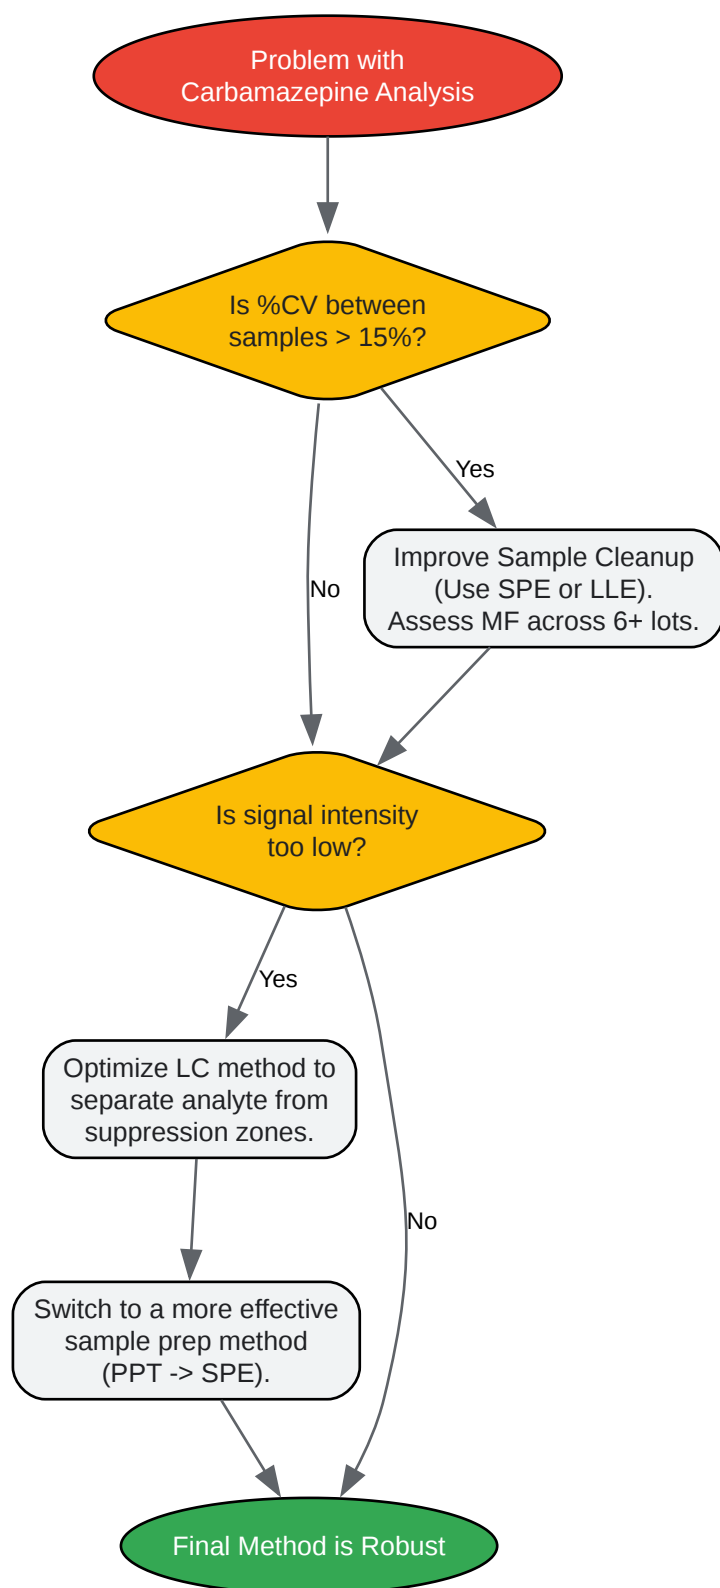 Problem with
Carbamazepine Analysis
Is %CV between
samples > 15%?
Yes
No
Improve Sample Cleanup
(Use SPE or LLE).
Assess MF across 6+ lots.
Is signal intensity
too low?
Yes
Optimize LC method to
separate analyte from
suppression zones.
No
Switch to a more effective
sample prep method
(PPT -> SPE).
Final Method is Robust